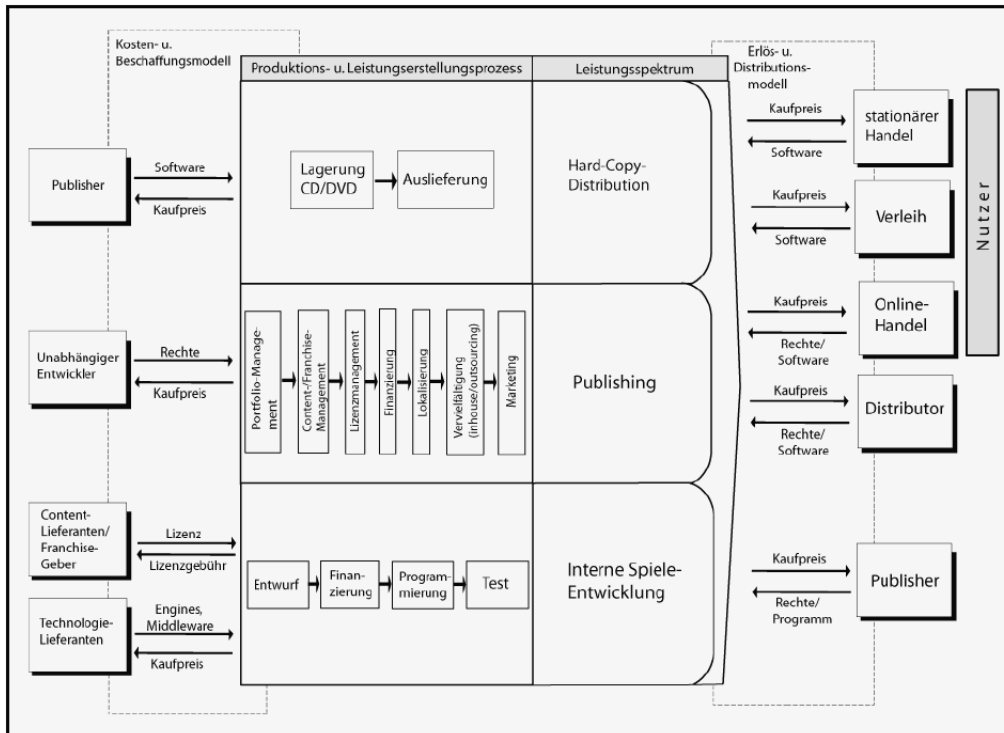 Kosten- u.
Beschaffungsmodell
Produktions- u. Leistungserstellungsprozess
Leistungsspektrum
Erlös- u.
Distributions-
modell
Publisher
Software
Kaufpreis
Lagerung
CD/DVD
Auslieferung
Hard-Copy-
Distribution
Kaufpreis
Software
stationärer
Handel
Kaufpreis
Software
Verleih
Nutzer
Unabhängiger
Entwickler
Rechte
Kaufpreis
Portfolio-Manage-
ment
Content-/Franchise-
Management
Lizenzmanagement
Finanzierung
Lokalisierung
Vervielfältigung
(inhouse/outsourcing)
Marketing
Publishing
Kaufpreis
Rechte/
Software
Online-
Handel
Kaufpreis
Rechte/
Software
Distributor
Content-
Lieferanten/
Franchise-
Geber
Lizenz
Lizenzgebühr
Technologie-
Lieferanten
Engines,
Middleware
Kaufpreis
Entwurf
Finan-
zierung
Program-
mierung
Test
Interne Spiele-
Entwicklung
Kaufpreis
Rechte/
Programm
Publisher